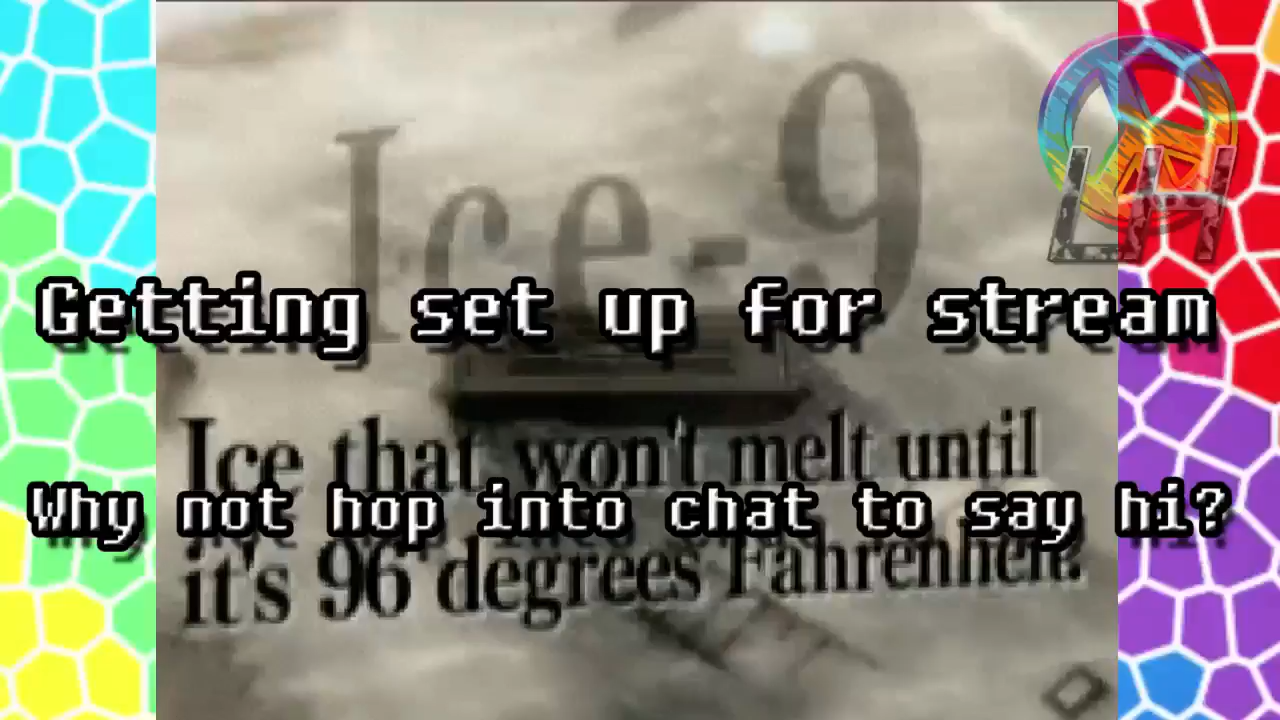 LH
Ice-9
Getting set up for stream
Ice that won't melt until
Why not hop into chat to say hi?
it's 96 degrees Fahrenheit.